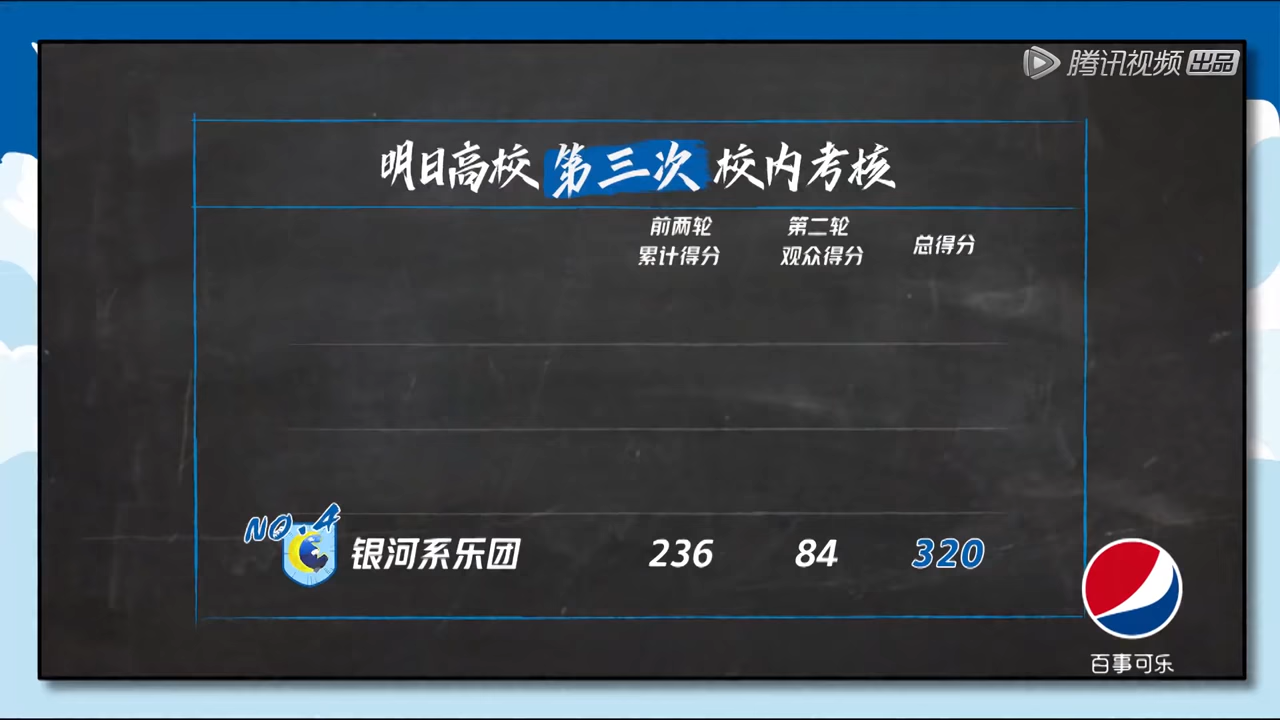 腾讯视频 出品
明日高校 第三次 校内考核
前两轮 第二轮
累计得分 观众得分 总得分
NO.4 银河系乐团 236 84 320
百事可乐